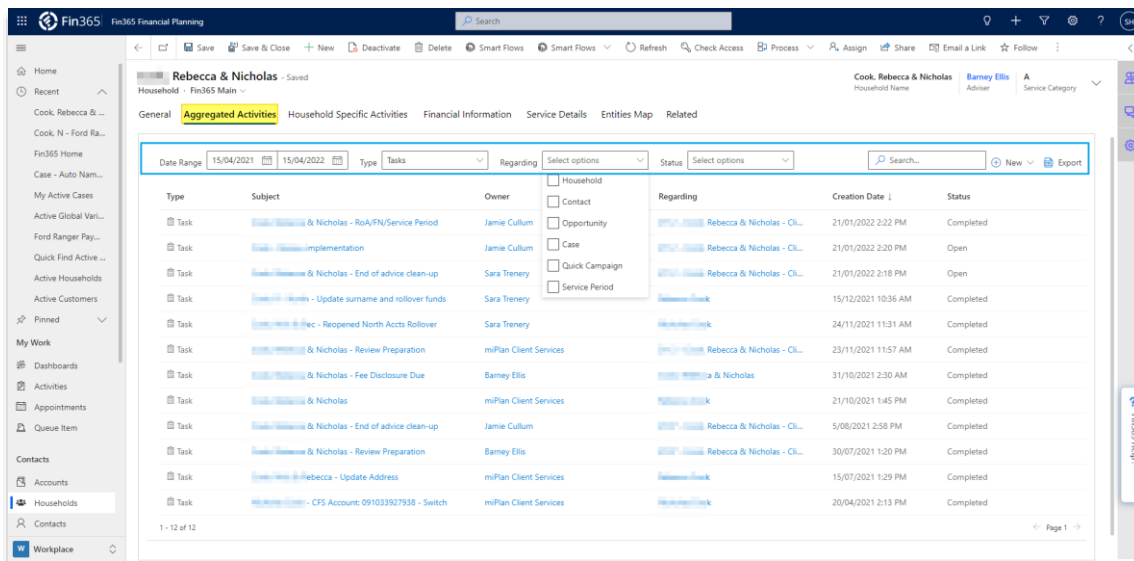 Fin365 Fin365 Financial Planning Search SH
Save Save & Close New Deactivate Delete Smart Flows Smart Flows Refresh Check Access Process Assign Share Email a Link Follow
Home
Recent
Cook, Rebecca & ...
Cook, N - Ford Ra...
Fin365 Home
Case - Auto Nam...
My Active Cases
Active Global Vari...
Ford Ranger Pay...
Quick Find Active ...
Active Households
Active Customers
Pinned
My Work
Dashboards
Activities
Appointments
Queue Item
Contacts
Accounts
Households
Contacts
W Workplace
Rebecca & Nicholas - Saved
Household · Fin365 Main
Cook, Rebecca & Nicholas
Household Name
Barney Ellis
Adviser
A
Service Category
General Aggregated Activities Household Specific Activities Financial Information Service Details Entities Map Related
Date Range 15/04/2021 15/04/2022 Type Tasks Regarding Select options Status Select options Search... New Export
Household
Contact
Opportunity
Case
Quick Campaign
Service Period
Type Subject Owner Regarding Creation Date ↓ Status
Task & Nicholas - RoA/FN/Service Period Jamie Cullum Rebecca & Nicholas - Cli... 21/01/2022 2:22 PM Completed
Task mplementation Jamie Cullum Rebecca & Nicholas - Cli... 21/01/2022 2:20 PM Open
Task & Nicholas - End of advice clean-up Sara Trenery Rebecca & Nicholas - Cli... 21/01/2022 2:18 PM Open
Task - Update surname and rollover funds Sara Trenery 15/12/2021 10:36 AM Completed
Task ec - Reopened North Accts Rollover Sara Trenery 24/11/2021 11:31 AM Completed
Task & Nicholas - Review Preparation miPlan Client Services Rebecca & Nicholas - Cli... 23/11/2021 11:57 AM Completed
Task & Nicholas - Fee Disclosure Due Barney Ellis a & Nicholas 31/10/2021 2:30 AM Completed
Task & Nicholas miPlan Client Services 21/10/2021 1:45 PM Completed
Task & Nicholas - End of advice clean-up Jamie Cullum Rebecca & Nicholas - Cli... 5/08/2021 2:58 PM Completed
Task & Nicholas - Review Preparation Barney Ellis Rebecca & Nicholas - Cli... 30/07/2021 1:20 PM Completed
Task ebecca - Update Address miPlan Client Services 15/07/2021 1:29 PM Completed
Task - CFS Account: 091033927938 - Switch miPlan Client Services 20/04/2021 2:13 PM Completed
1 - 12 of 12 Page 1